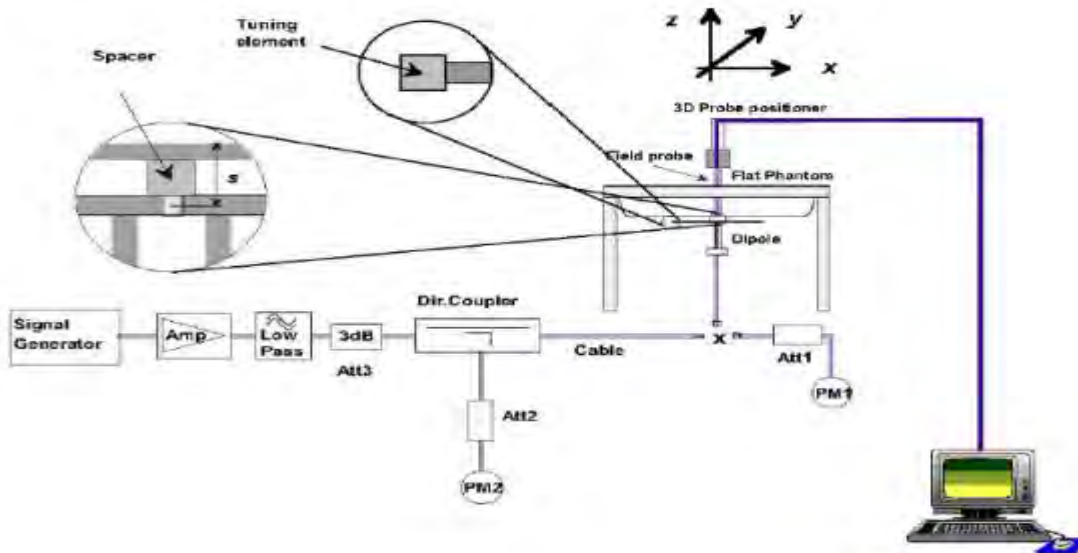 Tuning
element
Spacer
s
z
y
x
3D Probe positioner
Field probe
Flat Phantom
Dipole
Dir.Coupler
Signal
Generator
Amp
Low
Pass
3dB
Att3
Cable
x
Att1
PM1
Att2
PM2